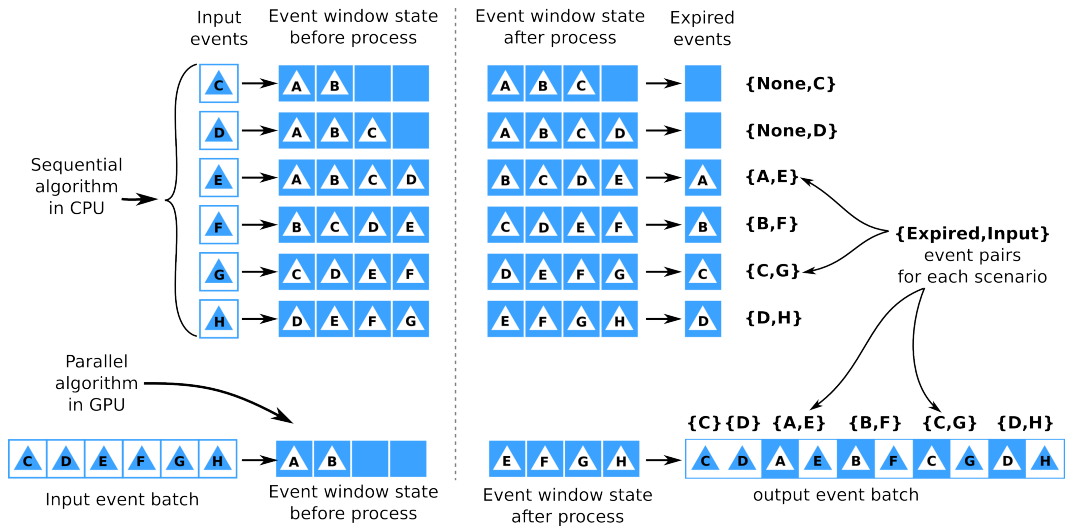 Input events
Event window state before process
Event window state after process
Expired events
C A B A B C {None,C}
D A B C A B C D {None,D}
E A B C D B C D E A {A,E}
F B C D E C D E F B {B,F}
G C D E F D E F G C {C,G}
H D E F G E F G H D {D,H}
Sequential
algorithm
in CPU
{Expired,Input}
event pairs
for each scenario
Parallel
algorithm
in GPU
{C} {D} {A,E} {B,F} {C,G} {D,H}
C D E F G H A B E F G H C D A E B F C G D H
Input event batch
Event window state
before process
Event window state
after process
output event batch